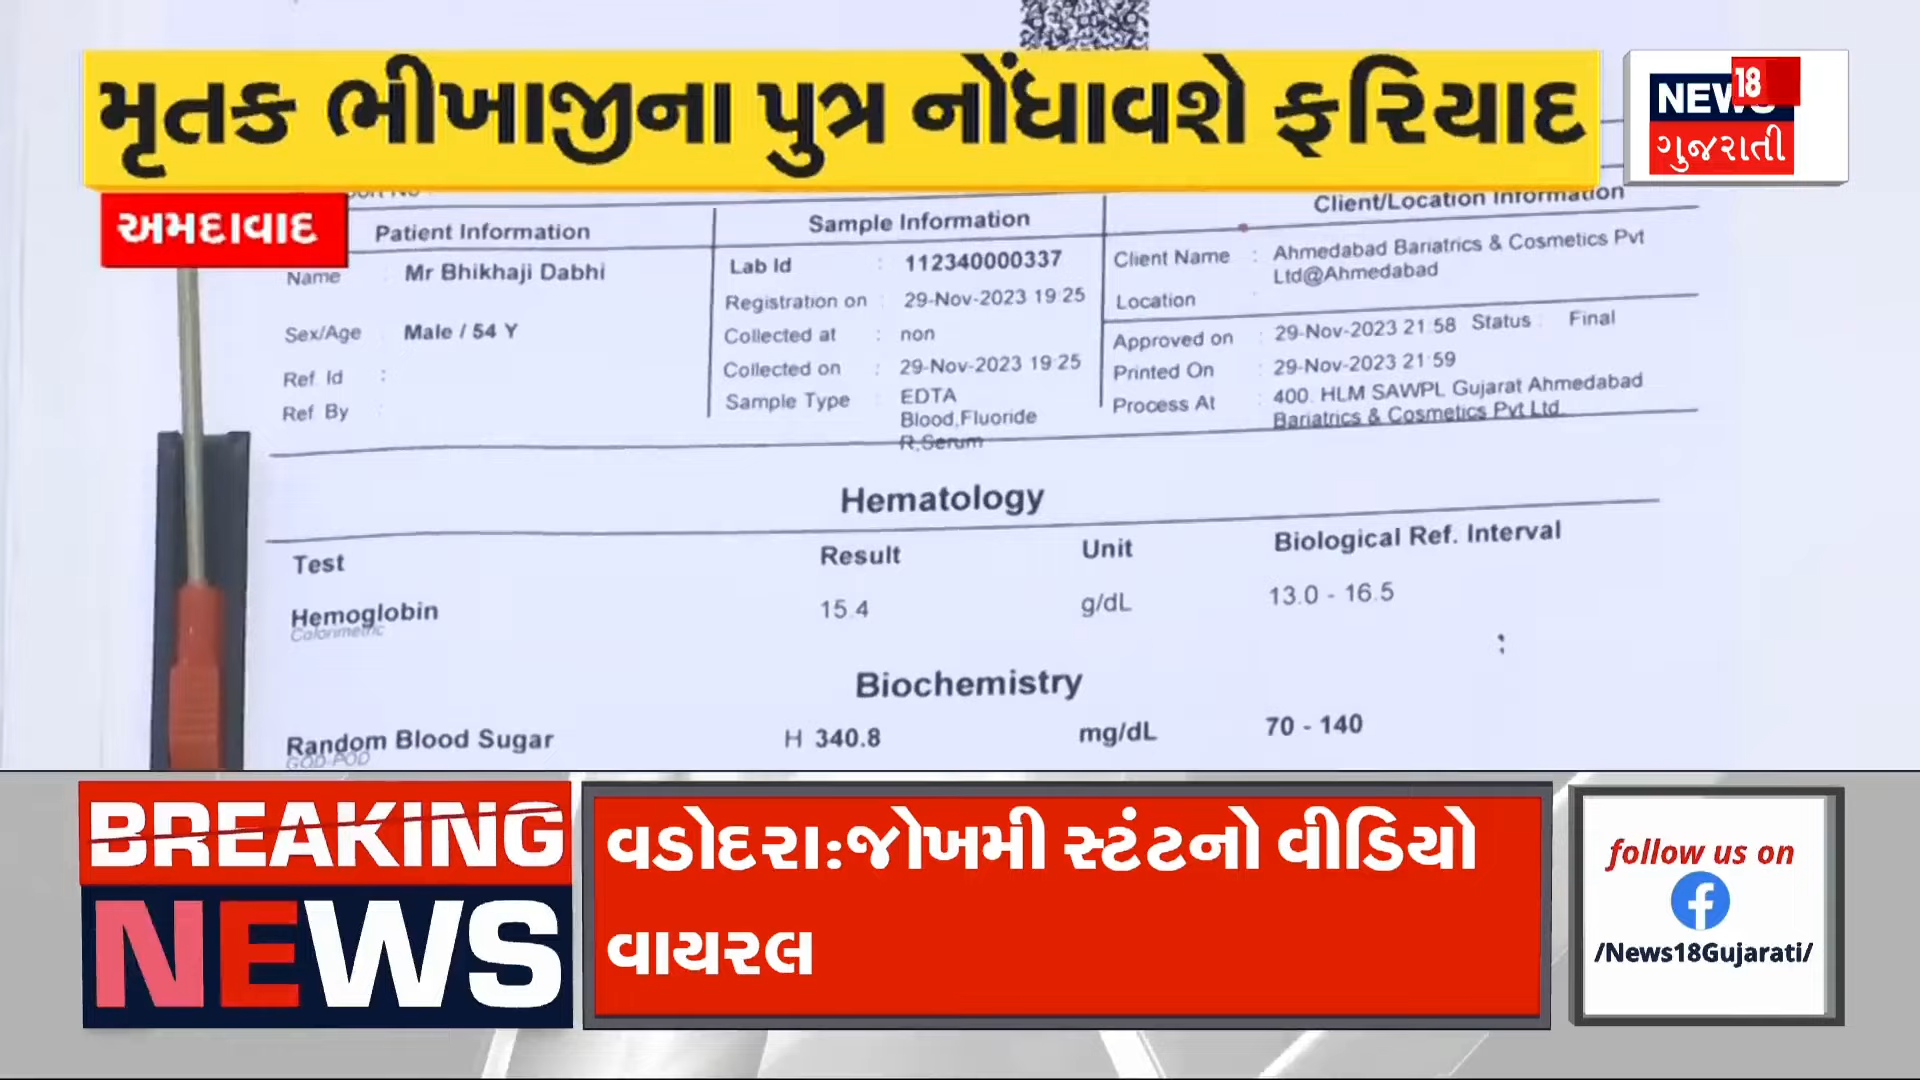 મૃતક ભીખાજીના પુત્ર નોંધાવશે ફરિયાદ
NEWS 18
ગુજરાતી
અમદાવાદ
Patient Information
Sample Information
Client/Location Information
Name : Mr Bhikhaji Dabhi
Sex/Age : Male / 54 Y
Ref. Id :
Ref By :
Lab Id : 112340000337
Registration on : 29-Nov-2023 19:25
Collected at : non
Collected on : 29-Nov-2023 19:25
Sample Type : EDTA
Blood,Fluoride
R,Serum
Client Name : Ahmedabad Bariatrics & Cosmetics Pvt
Ltd@Ahmedabad
Location :
Approved on : 29-Nov-2023 21:58 Status : Final
Printed On : 29-Nov-2023 21:59
Process At : 400. HLM SAWPL Gujarat Ahmedabad
Bariatrics & Cosmetics Pvt Ltd.
Hematology
Test Result Unit Biological Ref. Interval
Hemoglobin 15.4 g/dL 13.0 - 16.5
Colorimetric
Biochemistry
Random Blood Sugar H 340.8 mg/dL 70 - 140
GOD-POD
BREAKING
NEWS
વડોદરા:જોખમી સ્ટંટનો વીડિયો
વાયરલ
follow us on
/News18Gujarati/